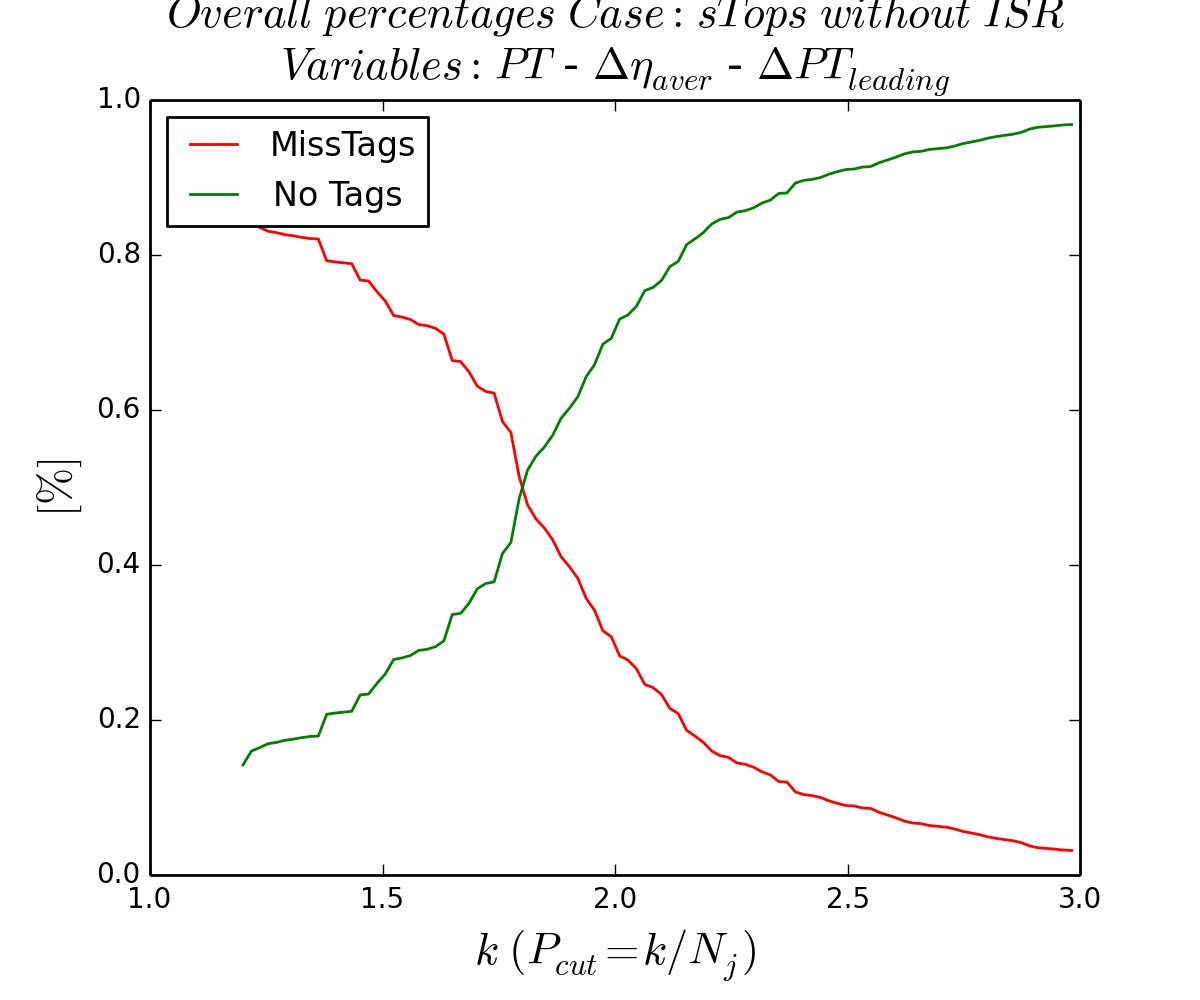 Overall percentages Case: sTops without ISR
Variables: PT - Δη_aver - ΔPT_leading
1.0
MissTags
No Tags
0.8
0.6
[%]
0.4
0.2
0.0
1.0 1.5 2.0 2.5 3.0
k (P_cut=k/N_j)